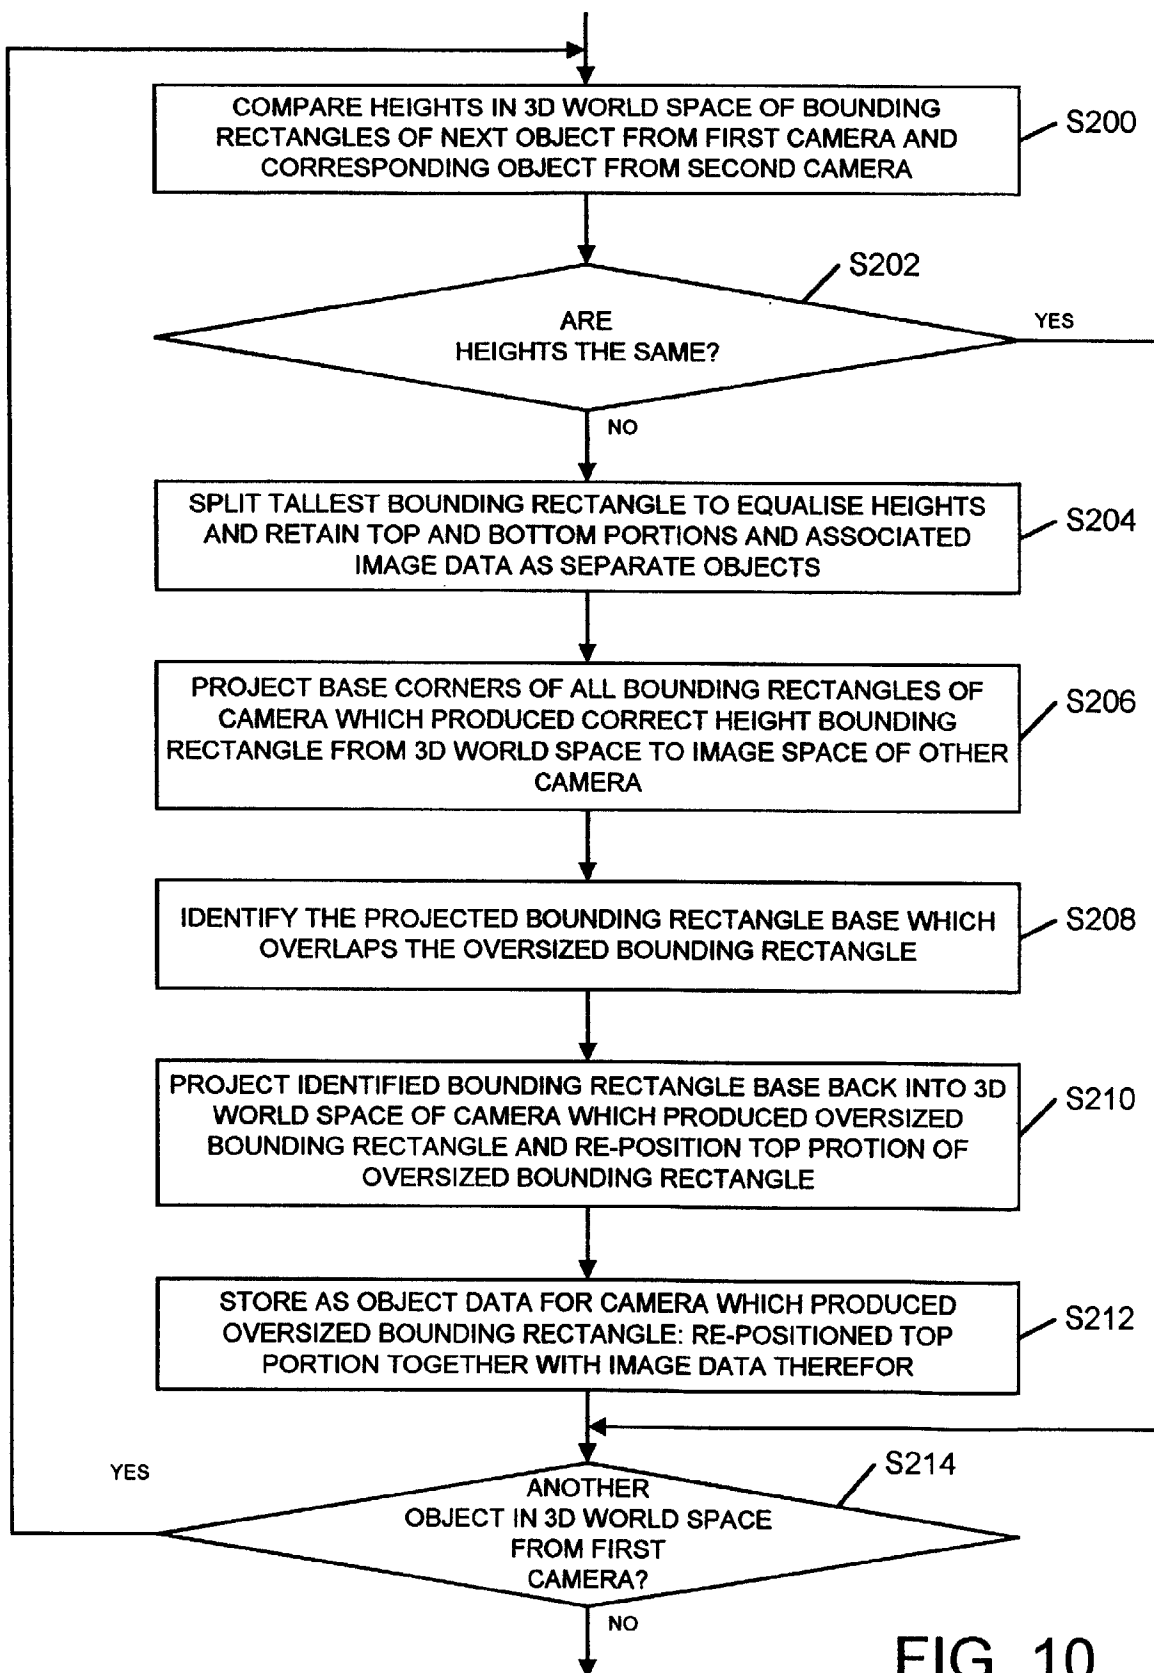 COMPARE HEIGHTS IN 3D WORLD SPACE OF BOUNDING
RECTANGLES OF NEXT OBJECT FROM FIRST CAMERA AND
CORRESPONDING OBJECT FROM SECOND CAMERA
S200
S202
ARE
HEIGHTS THE SAME?
YES
NO
SPLIT TALLEST BOUNDING RECTANGLE TO EQUALISE HEIGHTS
AND RETAIN TOP AND BOTTOM PORTIONS AND ASSOCIATED
IMAGE DATA AS SEPARATE OBJECTS
S204
PROJECT BASE CORNERS OF ALL BOUNDING RECTANGLES OF
CAMERA WHICH PRODUCED CORRECT HEIGHT BOUNDING
RECTANGLE FROM 3D WORLD SPACE TO IMAGE SPACE OF OTHER
CAMERA
S206
IDENTIFY THE PROJECTED BOUNDING RECTANGLE BASE WHICH
OVERLAPS THE OVERSIZED BOUNDING RECTANGLE
S208
PROJECT IDENTIFIED BOUNDING RECTANGLE BASE BACK INTO 3D
WORLD SPACE OF CAMERA WHICH PRODUCED OVERSIZED
BOUNDING RECTANGLE AND RE-POSITION TOP PROTION OF
OVERSIZED BOUNDING RECTANGLE
S210
STORE AS OBJECT DATA FOR CAMERA WHICH PRODUCED
OVERSIZED BOUNDING RECTANGLE: RE-POSITIONED TOP
PORTION TOGETHER WITH IMAGE DATA THEREFOR
S212
YES
S214
ANOTHER
OBJECT IN 3D WORLD SPACE
FROM FIRST
CAMERA?
NO
FIG. 10